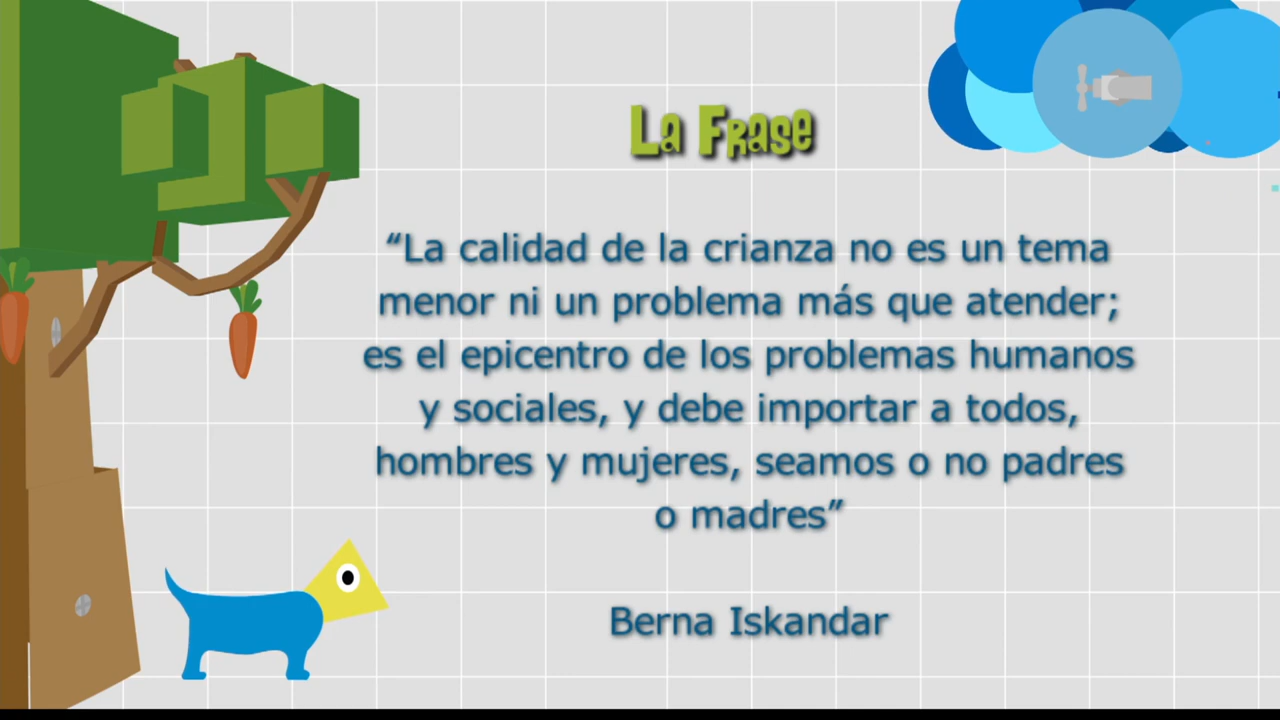 La Frase
“La calidad de la crianza no es un tema
menor ni un problema más que atender;
es el epicentro de los problemas humanos
y sociales, y debe importar a todos,
hombres y mujeres, seamos o no padres
o madres”
Berna Iskandar